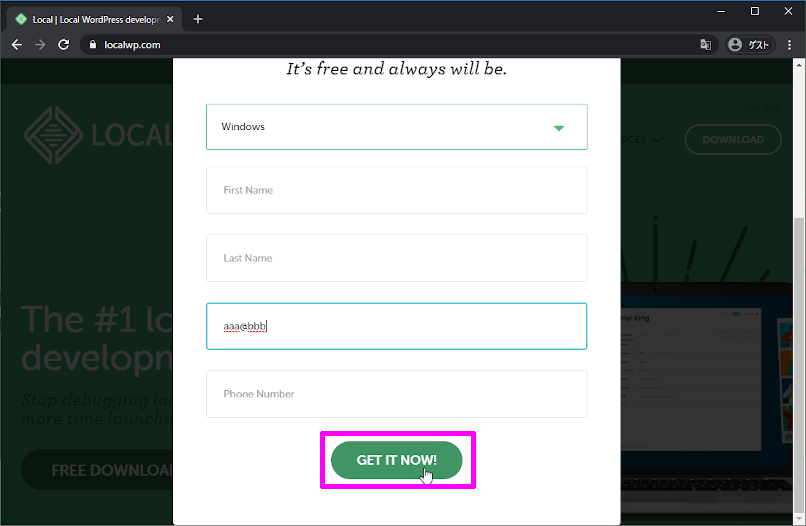 Local | Local WordPress developm
localwp.com
ゲスト
It's free and always will be.
LOCAL
DOWNLOAD
Windows
First Name
Last Name
aaa@bbb
Phone Number
GET IT NOW!
The #1 lo
developm
Stop debugging lo
more time launch
FREE DOWNLOAD